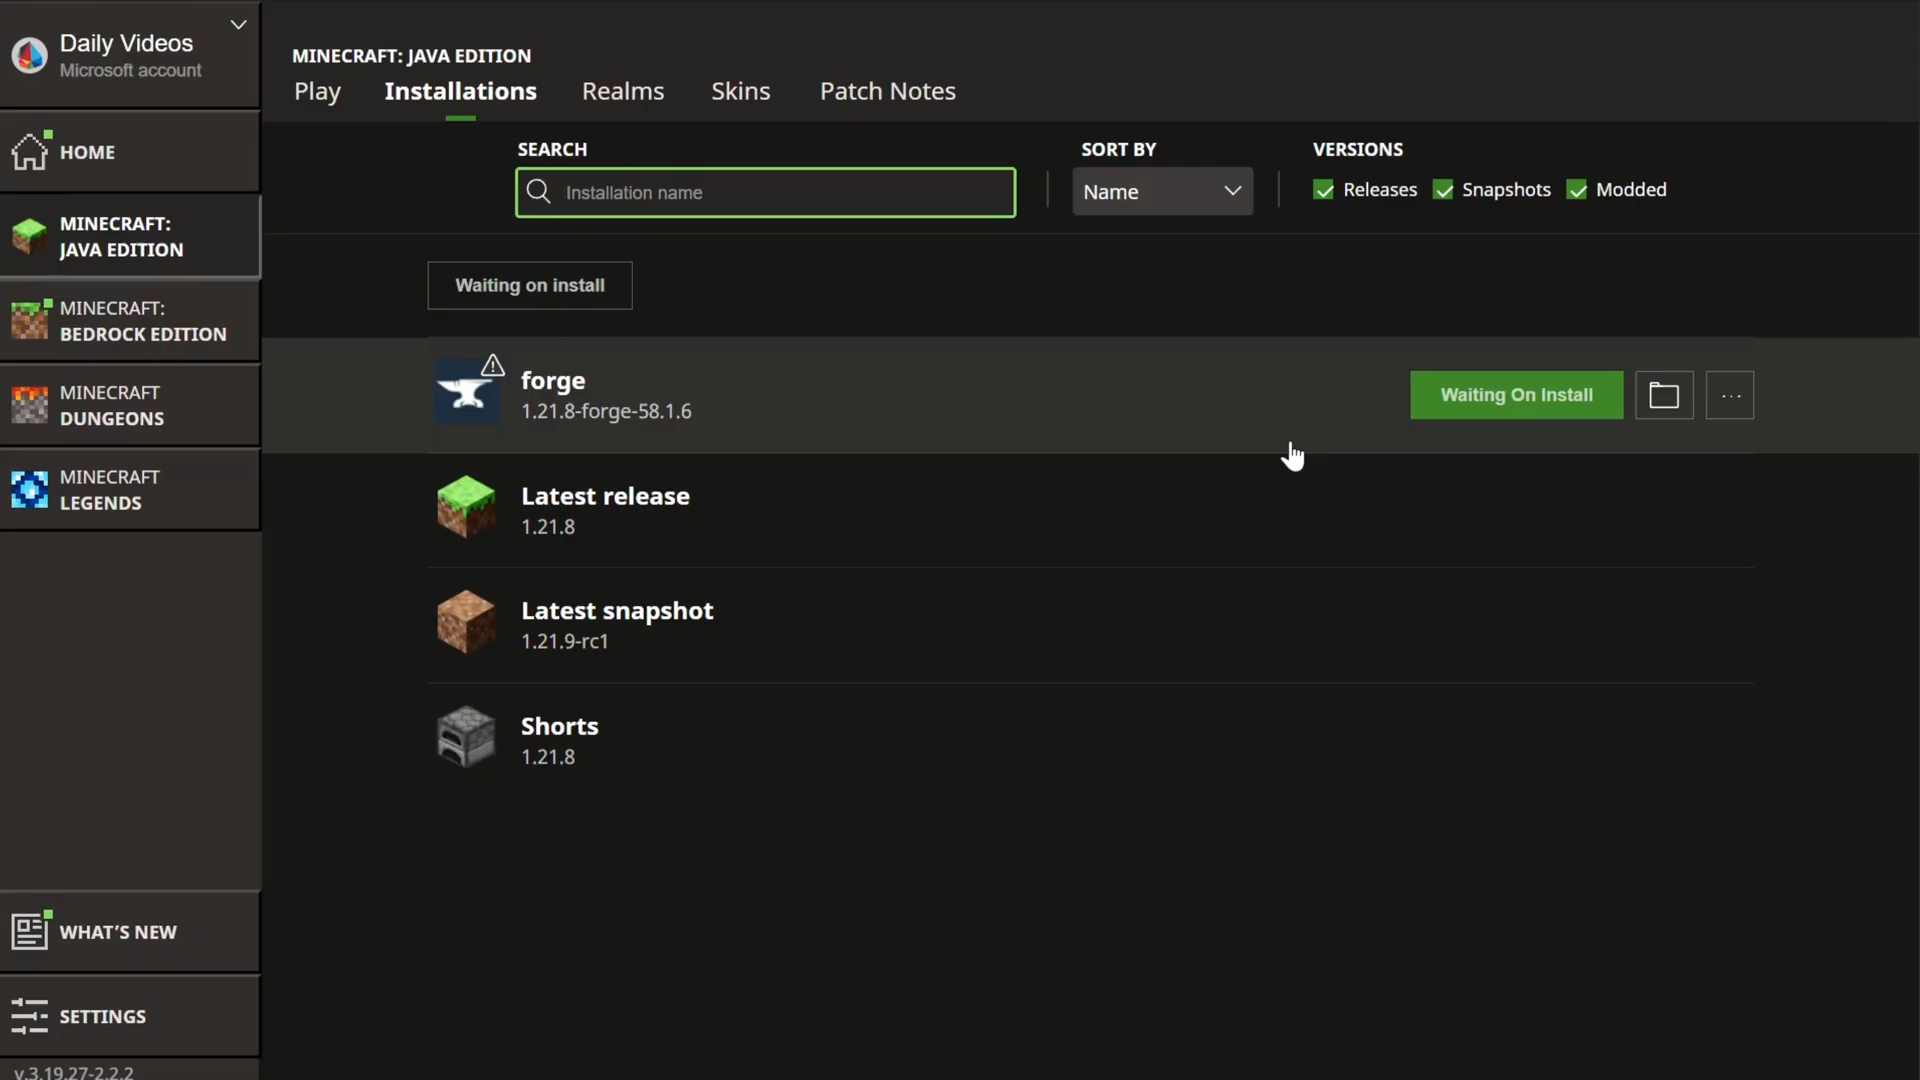 Daily Videos
Microsoft account
HOME
MINECRAFT:
JAVA EDITION
MINECRAFT:
BEDROCK EDITION
MINECRAFT
DUNGEONS
MINECRAFT
LEGENDS
WHAT'S NEW
SETTINGS
v.3.19.27-2.2.2
MINECRAFT: JAVA EDITION
Play Installations Realms Skins Patch Notes
SEARCH
Installation name
SORT BY
Name
VERSIONS
Releases Snapshots Modded
Waiting on install
forge
1.21.8-forge-58.1.6
Waiting On Install
...
Latest release
1.21.8
Latest snapshot
1.21.9-rc1
Shorts
1.21.8